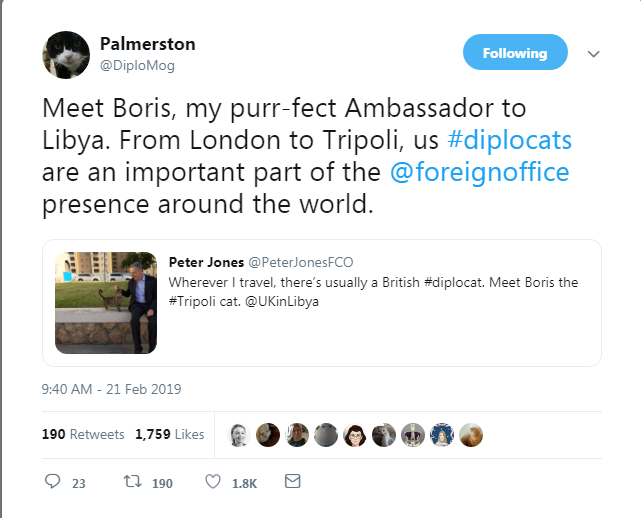 Palmerston
@DiploMog
Following
Meet Boris, my purr-fect Ambassador to
Libya. From London to Tripoli, us #diplocats
are an important part of the @foreignoffice
presence around the world.
Peter Jones @PeterJonesFCO
Wherever I travel, there's usually a British #diplocat. Meet Boris the
#Tripoli cat. @UKinLibya
9:40 AM - 21 Feb 2019
190 Retweets 1,759 Likes
23 190 1.8K